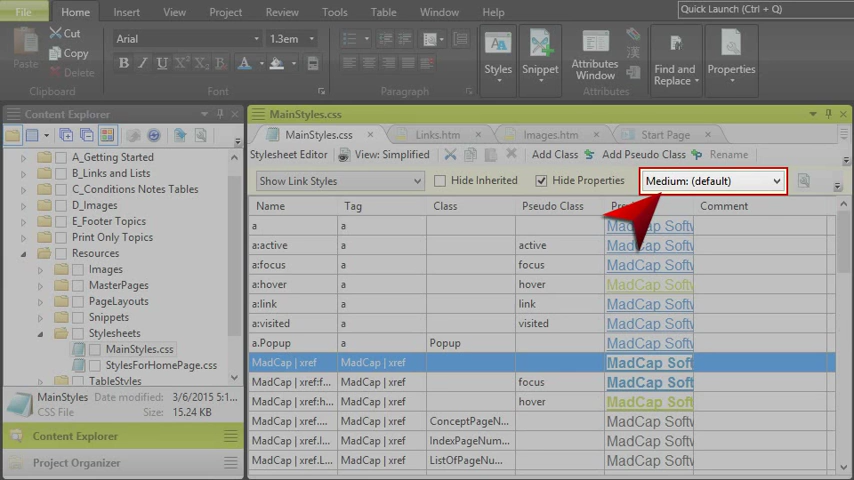 File Home Insert View Project Review Tools Table Window Help Quick Launch (Ctrl+Q)
Paste
Cut
Copy
Delete
Arial 1.3em
Font
Paragraph
Styles
Snippet
Attributes
Window
Find and
Replace
Properties
Attributes
Content Explorer
A_Getting Started
B_Links and Lists
C_Conditions Notes Tables
D_Images
E_Footer Topics
Print Only Topics
Resources
Images
MasterPages
PageLayouts
Snippets
Stylesheets
MainStyles.css
StylesForHomePage.css
TableStyles
MainStyles Date modified: 3/6/2015 5:1...
CSS File Size: 15.24 KB
Content Explorer
Project Organizer
MainStyles.css
MainStyles.css Links.htm Images.htm Start Page
Stylesheet Editor View: Simplified Add Class Add Pseudo Class Rename
Show Link Styles Hide Inherited Hide Properties Medium: (default)
Name Tag Class Pseudo Class Comment
a a MadCap Softw
a:active a active MadCap Softw
a:focus a focus MadCap Softw
a:hover a hover MadCap Softw
a:link a link MadCap Softw
a:visited a visited MadCap Softw
a.Popup a Popup MadCap Softw
MadCap | xref MadCap | xref MadCap Soft
MadCap | xref:f... MadCap | xref focus MadCap Soft
MadCap | xref:h... MadCap | xref hover MadCap Soft
MadCap | xref.... MadCap | xref ConceptPageN... MadCap Softw
MadCap | xref.I... MadCap | xref IndexPageNum... MadCap Softw
MadCap | xref.L... MadCap | xref ListOfPageNu... MadCap Softw